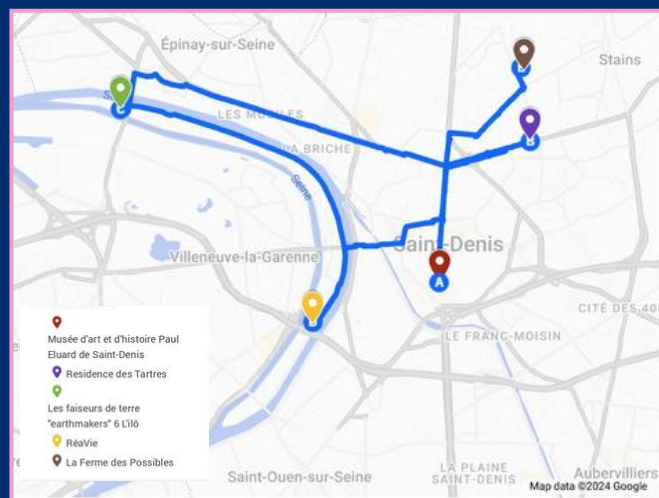 Épinay-sur-Seine
Stains
LES MOBILES
LA BRICHE
Seine
Saint-Denis
Villeneuve-la-Garenne
A
CITÉ DES 40
LE FRANC-MOISIN
Musée d'art et d'histoire Paul
Eluard de Saint-Denis
Residence des Tartres
Les faiseurs de terre
"earthmakers" 6 L'ilô
RéaVie
La Ferme des Possibles
Saint-Ouen-sur-Seine
LA PLAINE
SAINT-DENIS
Aubervilliers
Map data ©2024 Google